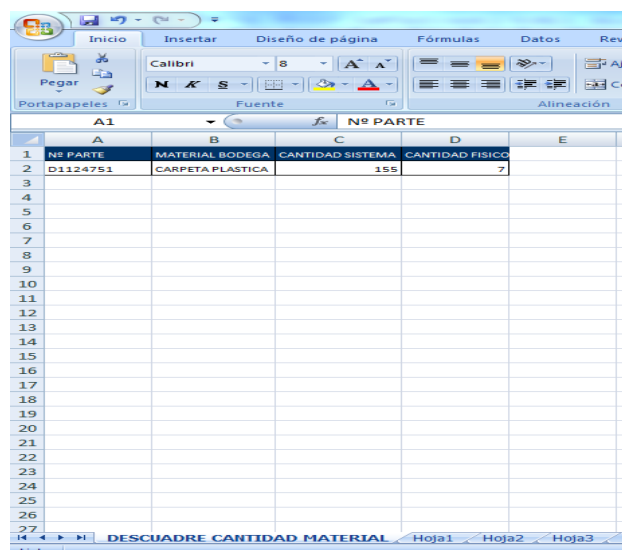 Inicio Insertar Diseño de página Fórmulas Datos Rev
Pegar Calibri 8 A A
N K S A
Portapapeles Fuente Alineación
A1 fx Nº PARTE
A B C D E
1 Nº PARTE MATERIAL BODEGA CANTIDAD SISTEMA CANTIDAD FISICO
2 D1124751 CARPETA PLASTICA 155 7
3
4
5
6
7
8
9
10
11
12
13
14
15
16
17
18
19
20
21
22
23
24
25
26
27
DESCUADRE CANTIDAD MATERIAL Hoja1 Hoja2 Hoja3